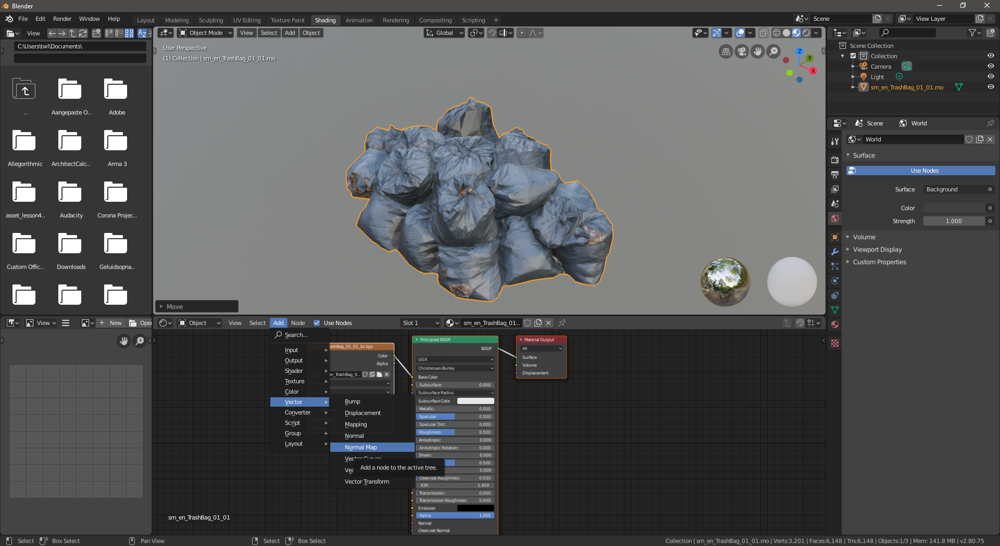 Blender
File Edit Render Window Help
Layout Modeling Sculpting UV Editing Texture Paint Shading Animation Rendering Compositing Scripting +
Scene
View Layer
View
C:\Users\twl\Documents\
..
Aangepaste O..
Adobe
Allegorithmic
ArchitectCalc..
Arma 3
asset_lesson4..
Audacity
Corona Projec..
Custom Offic..
Downloads
Geluidsopna..
Object Mode
View Select Add Object
Global
User Perspective
(1) Collection | sm_en_TrashBag_01_01.mo
Z
Y
X
Move
Scene Collection
Collection
Camera
Light
sm_en_TrashBag_01_01.mo
Scene
World
World
Surface
Use Nodes
Surface Background
Color
Strength 1.000
Volume
Viewport Display
Custom Properties
View
New
Open
Object
View Select Add Node
Use Nodes
Slot 1
sm_en_TrashBag_01..
Search...
Input
Output
Shader
Texture
Color
Vector
Converter
Script
Group
Layout
Bump
Displacement
Mapping
Normal
Normal Map
Vector Curves
Vec
Add a node to the active tree.
Vector Transform
ashBag_01_01_bc.tga
Color
Alpha
en_TrashBag_0..
Principled BSDF
BSDF
GGX
Christensen-Burley
Base Color
Subsurface: 0.000
Subsurface Radius
Subsurface Color
Metallic: 0.000
Specular: 0.500
Specular Tint: 0.000
Roughness: 0.500
Anisotropic: 0.000
Anisotropic Rotation: 0.000
Sheen: 0.000
0.500
0.000
Clearcoat Roughness: 0.030
IOR: 1.450
Transmission: 0.000
Transmission Roughness: 0.000
Emission
Alpha: 1.000
Normal
Clearcoat Normal
Material Output
All
Surface
Volume
Displacement
sm_en_TrashBag_01_01
Select Box Select Pan View Select Box Select
Collection | sm_en_TrashBag_01_01.mo | Verts:3,201 | Faces:6,148 | Tris:6,148 | Objects:1/3 | Mem: 141.8 MB | v2.80.75